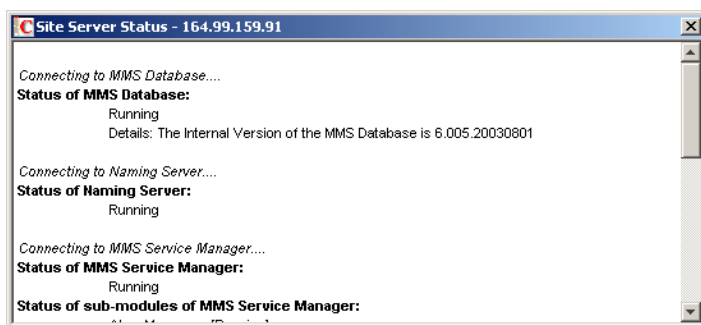 Site Server Status - 164.99.159.91
Connecting to MMS Database....
Status of MMS Database:
Running
Details: The Internal Version of the MMS Database is 6.005.20030801
Connecting to Naming Server....
Status of Naming Server:
Running
Connecting to MMS Service Manager....
Status of MMS Service Manager:
Running
Status of sub-modules of MMS Service Manager: